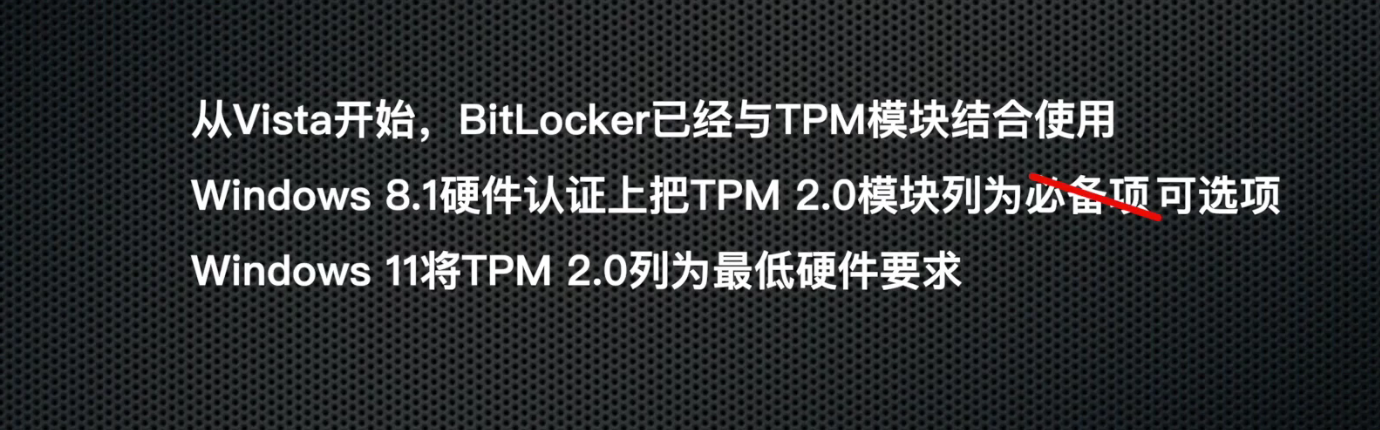 从Vista开始，BitLocker已经与TPM模块结合使用
Windows 8.1硬件认证上把TPM 2.0模块列为必备项可选项
Windows 11将TPM 2.0列为最低硬件要求